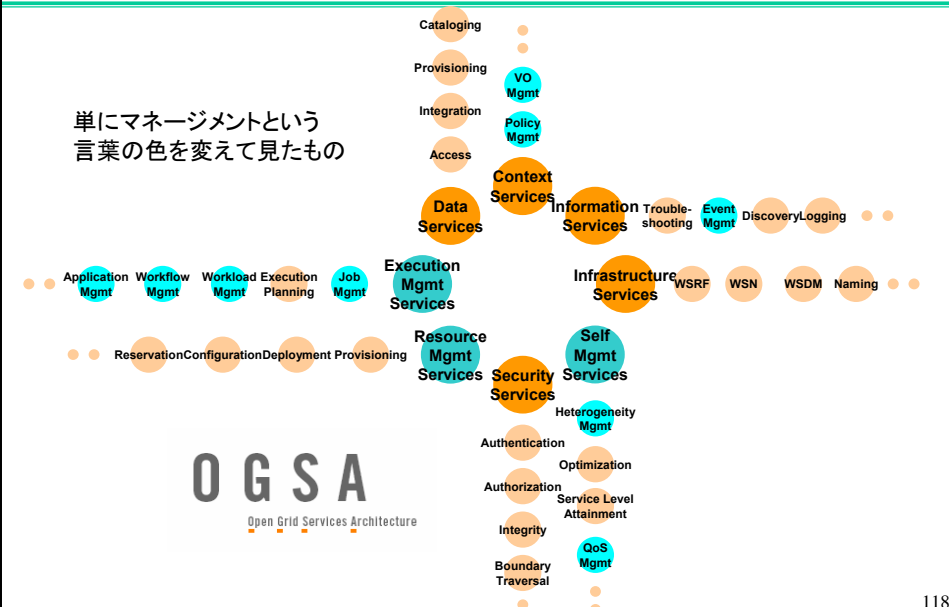 Cataloging
Provisioning
Integration
Access
VO
Mgmt
Policy
Mgmt
単にマネージメントという
言葉の色を変えて見たもの
Context
Services
Data
Services
Information
Services
Trouble-
shooting
Event
Mgmt
Discovery
Logging
Application
Mgmt
Workflow
Mgmt
Workload
Mgmt
Execution
Planning
Job
Mgmt
Execution
Mgmt
Services
Infrastructure
Services
WSRF
WSN
WSDM
Naming
Reservation
Configuration
Deployment
Provisioning
Resource
Mgmt
Services
Security
Services
Self
Mgmt
Services
Authentication
Authorization
Integrity
Boundary
Traversal
Heterogeneity
Mgmt
Optimization
Service Level
Attainment
QoS
Mgmt
OGSA
Open Grid Services Architecture
118